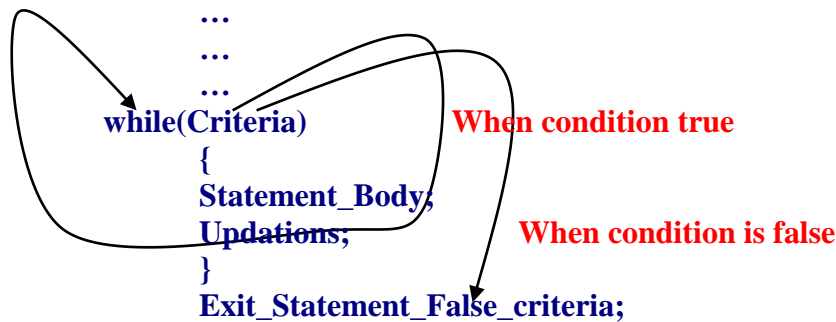 …
…
…
while(Criteria) When condition true
{
Statement_Body;
Updations; When condition is false
}
Exit_Statement_False_criteria;